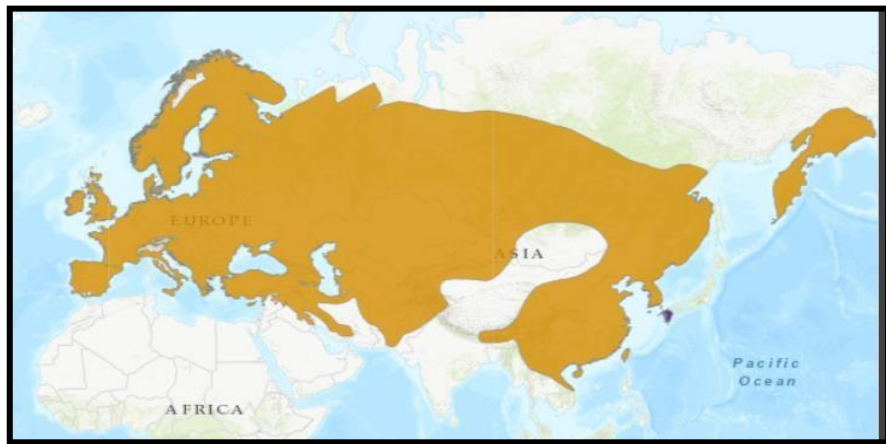 EUROPE
ASIA
Pacific
Ocean
AFRICA